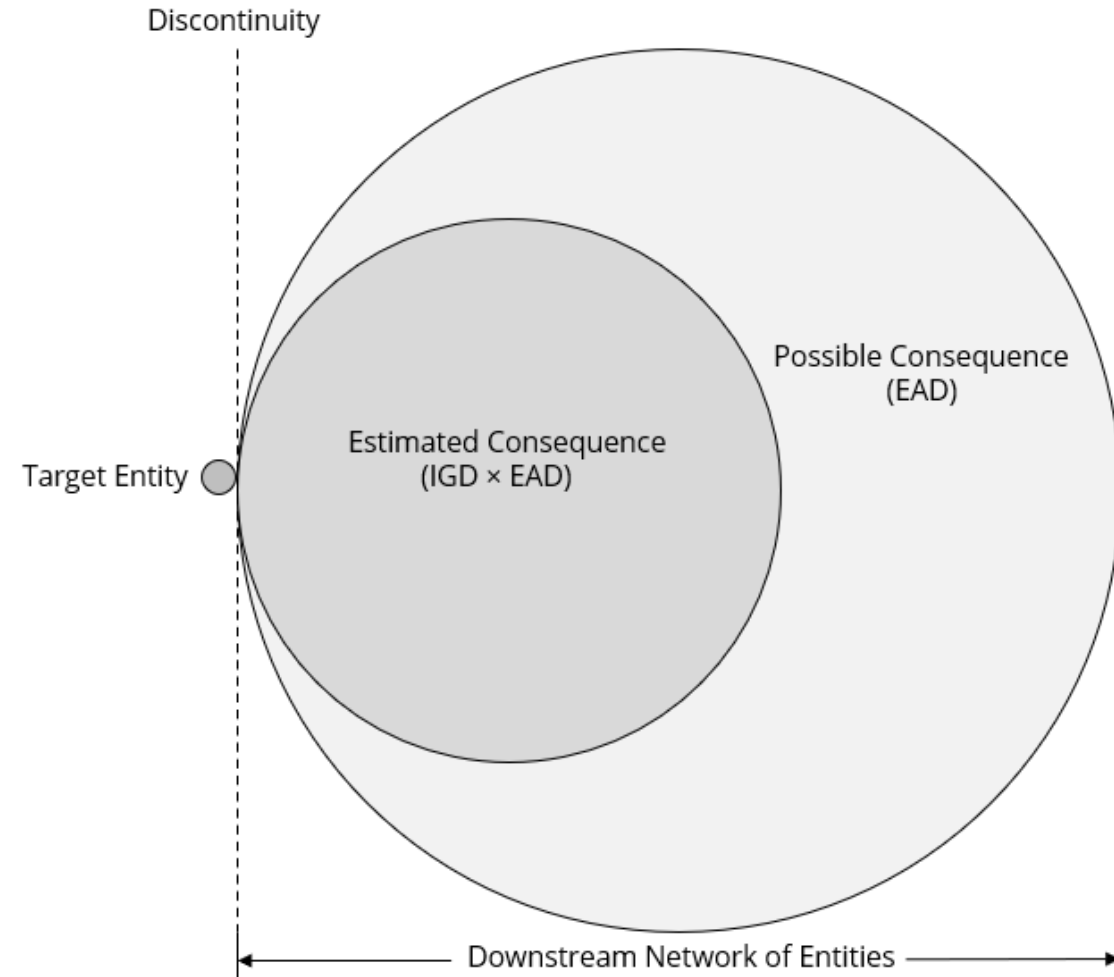 Discontinuity
Possible Consequence
(EAD)
Estimated Consequence
(IGD × EAD)
Target Entity
Downstream Network of Entities